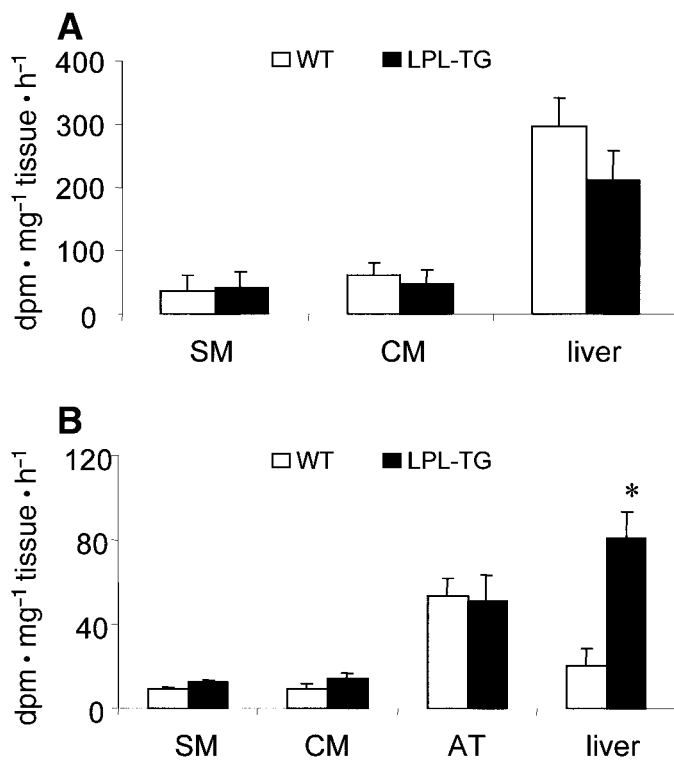 A
WT LPL-TG
400
300
200
100
0
dpm • mg⁻¹ tissue • h⁻¹
SM CM liver
B
WT LPL-TG
120
80
40
0
dpm • mg⁻¹ tissue • h⁻¹
*
SM CM AT liver